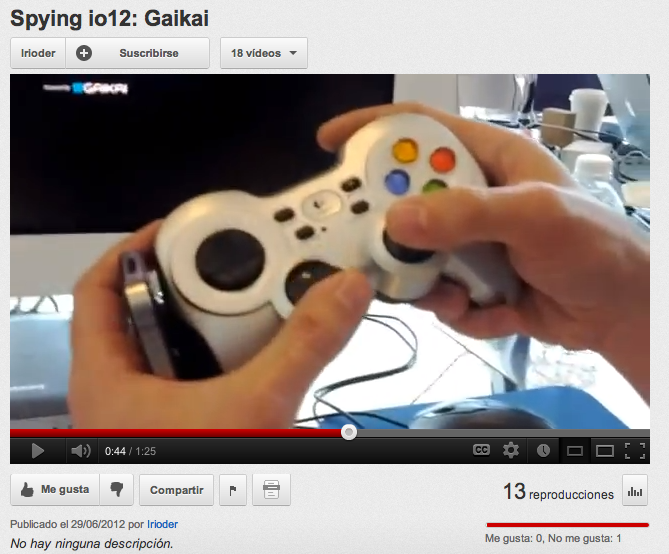 Spying io12: Gaikai
Irioder Suscribirse 18 vídeos
GAIKAI
0:44 / 1:25 CC
Me gusta Compartir 13 reproducciones
Publicado el 29/06/2012 por Irioder
Me gusta: 0, No me gusta: 1
No hay ninguna descripción.